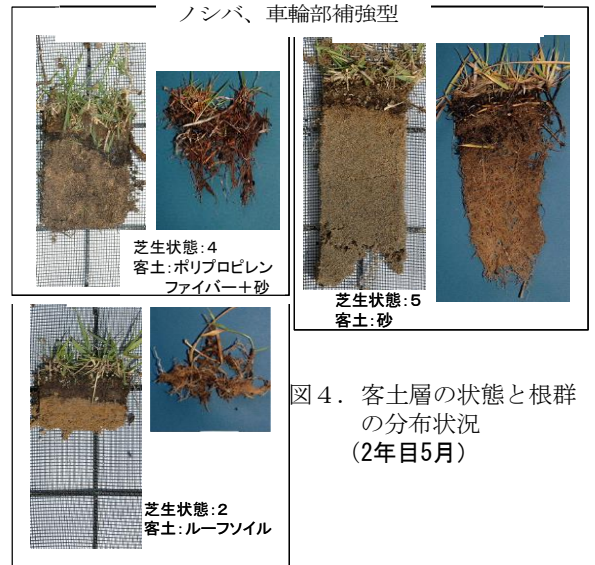 ノシバ、車輪部補強型
芝生状態:4
客土:ポリプロピレン
ファイバー+砂
芝生状態:5
客土:砂
芝生状態:2
客土:ルーフソイル
図4. 客土層の状態と根群
の分布状況
(2年目5月)